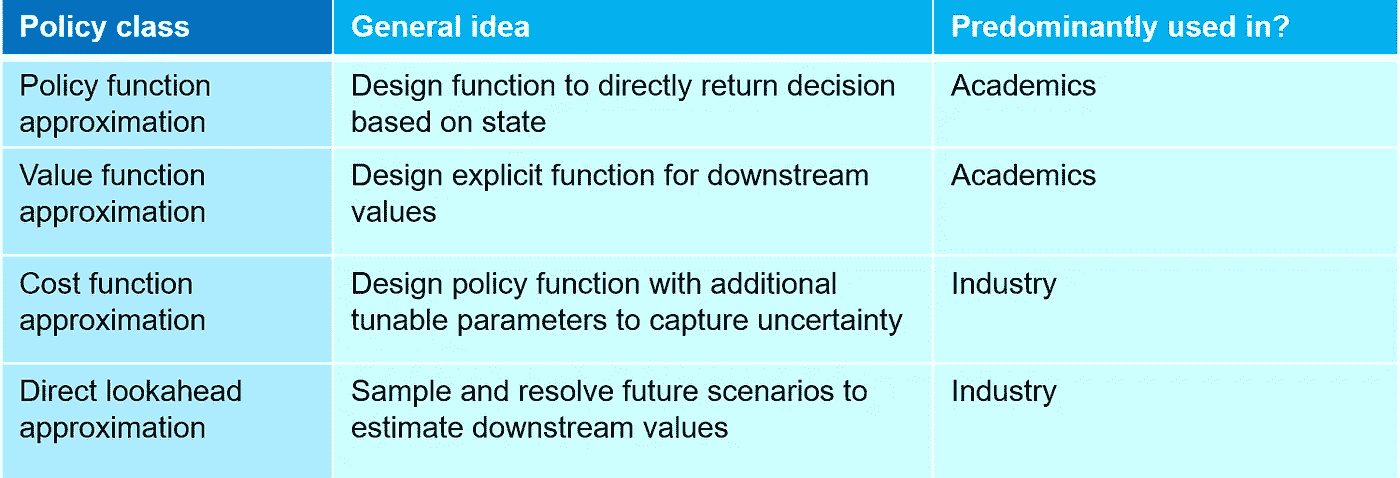 Policy class
General idea
Predominantly used in?
Policy function
approximation
Design function to directly return decision
based on state
Academics
Value function
approximation
Design explicit function for downstream
values
Academics
Cost function
approximation
Design policy function with additional
tunable parameters to capture uncertainty
Industry
Direct lookahead
approximation
Sample and resolve future scenarios to
estimate downstream values
Industry